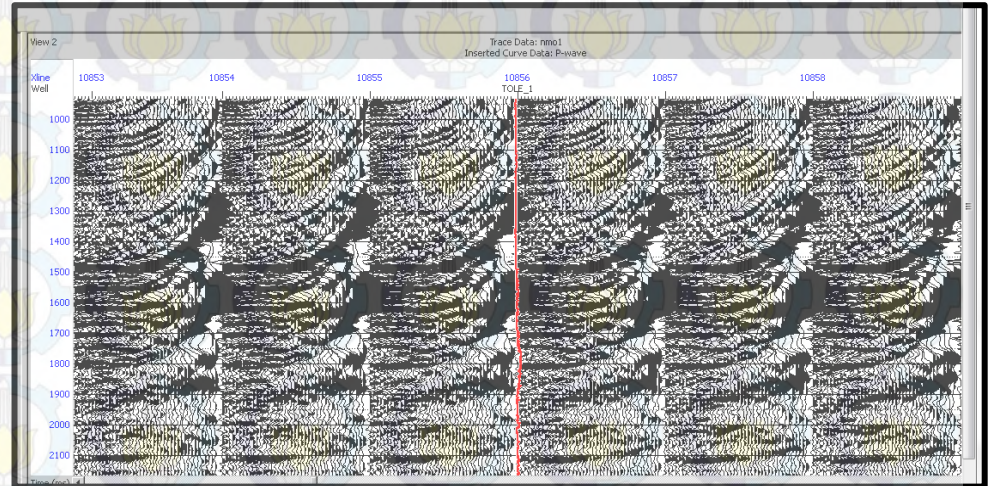 View 2
Trace Data: nmo1
Inserted Curve Data: P-wave
Xline 10853 10854 10855 10856 10857 10858
Well TOLE_1
1000
1100
1200
1300
1400
1500
1600
1700
1800
1900
2000
2100
Time (ms)